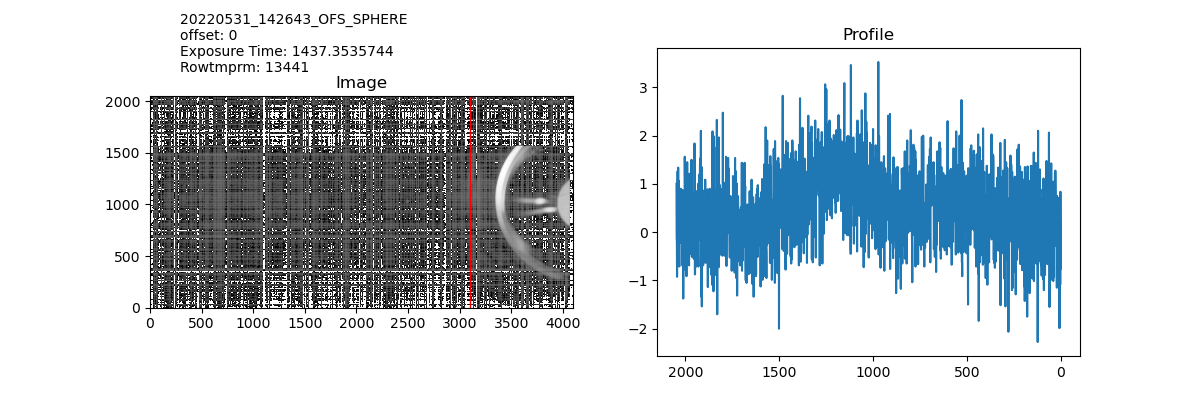 20220531_142643_OFS_SPHERE
offset: 0
Exposure Time: 1437.3535744
Rowtmprm: 13441
Image
2000
1500
1000
500
0
0 500 1000 1500 2000 2500 3000 3500 4000
Profile
3
2
1
0
−1
−2
2000 1500 1000 500 0